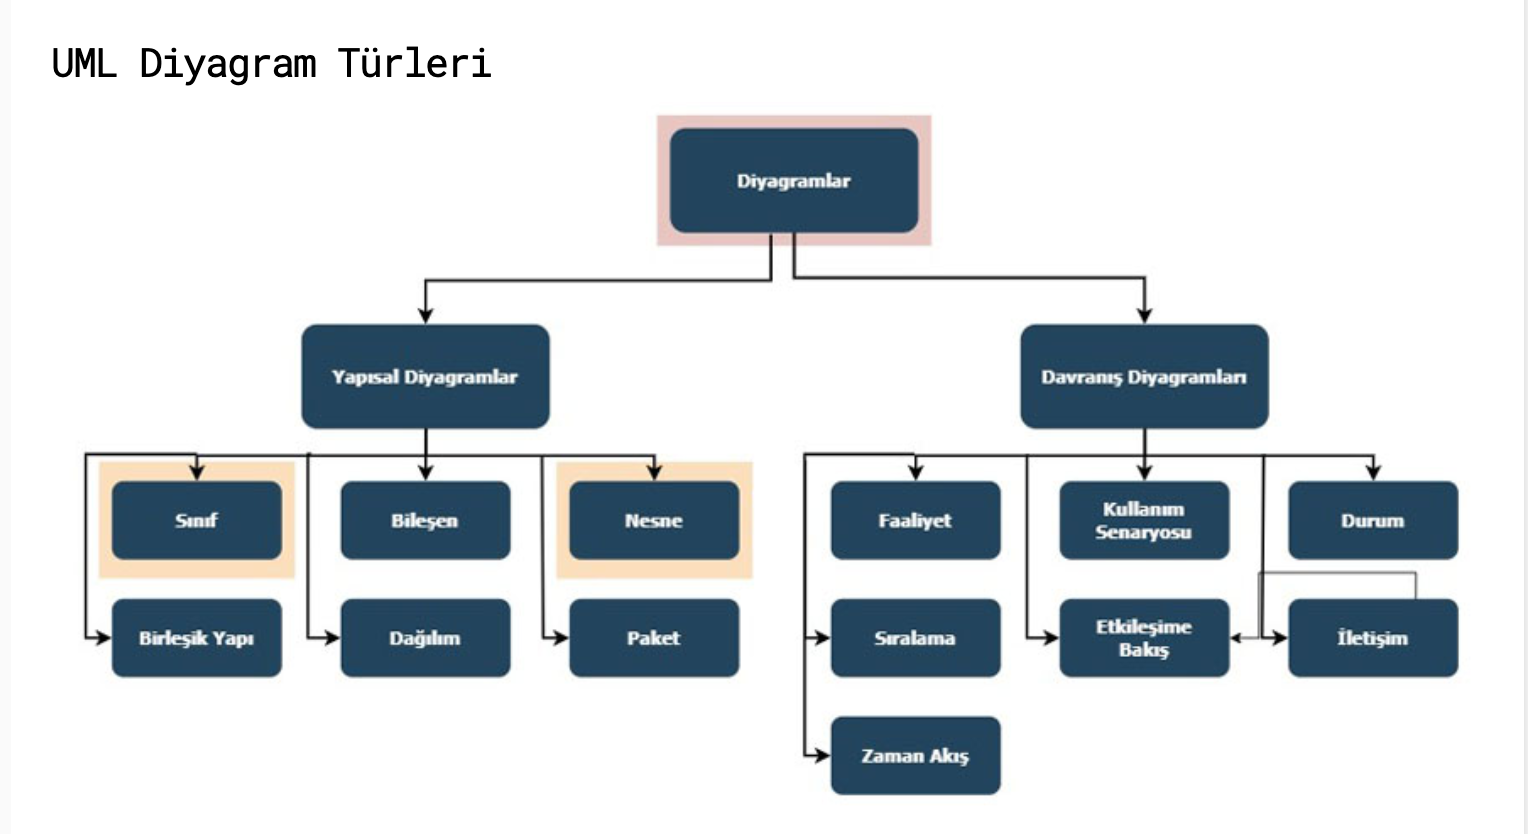 UML Diyagram Türleri
Diyagramlar
Yapısal Diyagramlar
Davranış Diyagramları
Sınıf
Bileşen
Nesne
Faaliyet
Kullanım
Senaryosu
Durum
Birleşik Yapı
Dağılım
Paket
Sıralama
Etkileşime
Bakış
İletişim
Zaman Akış